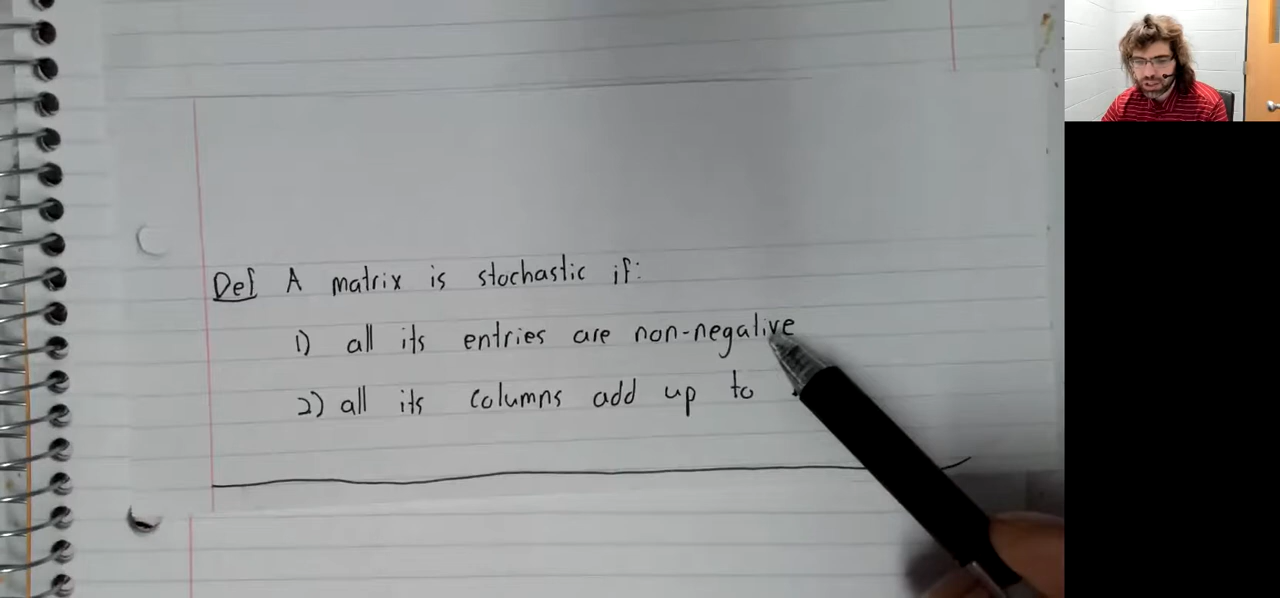 Def A matrix is stochastic if:
1) all its entries are non-negative
2) all its columns add up to